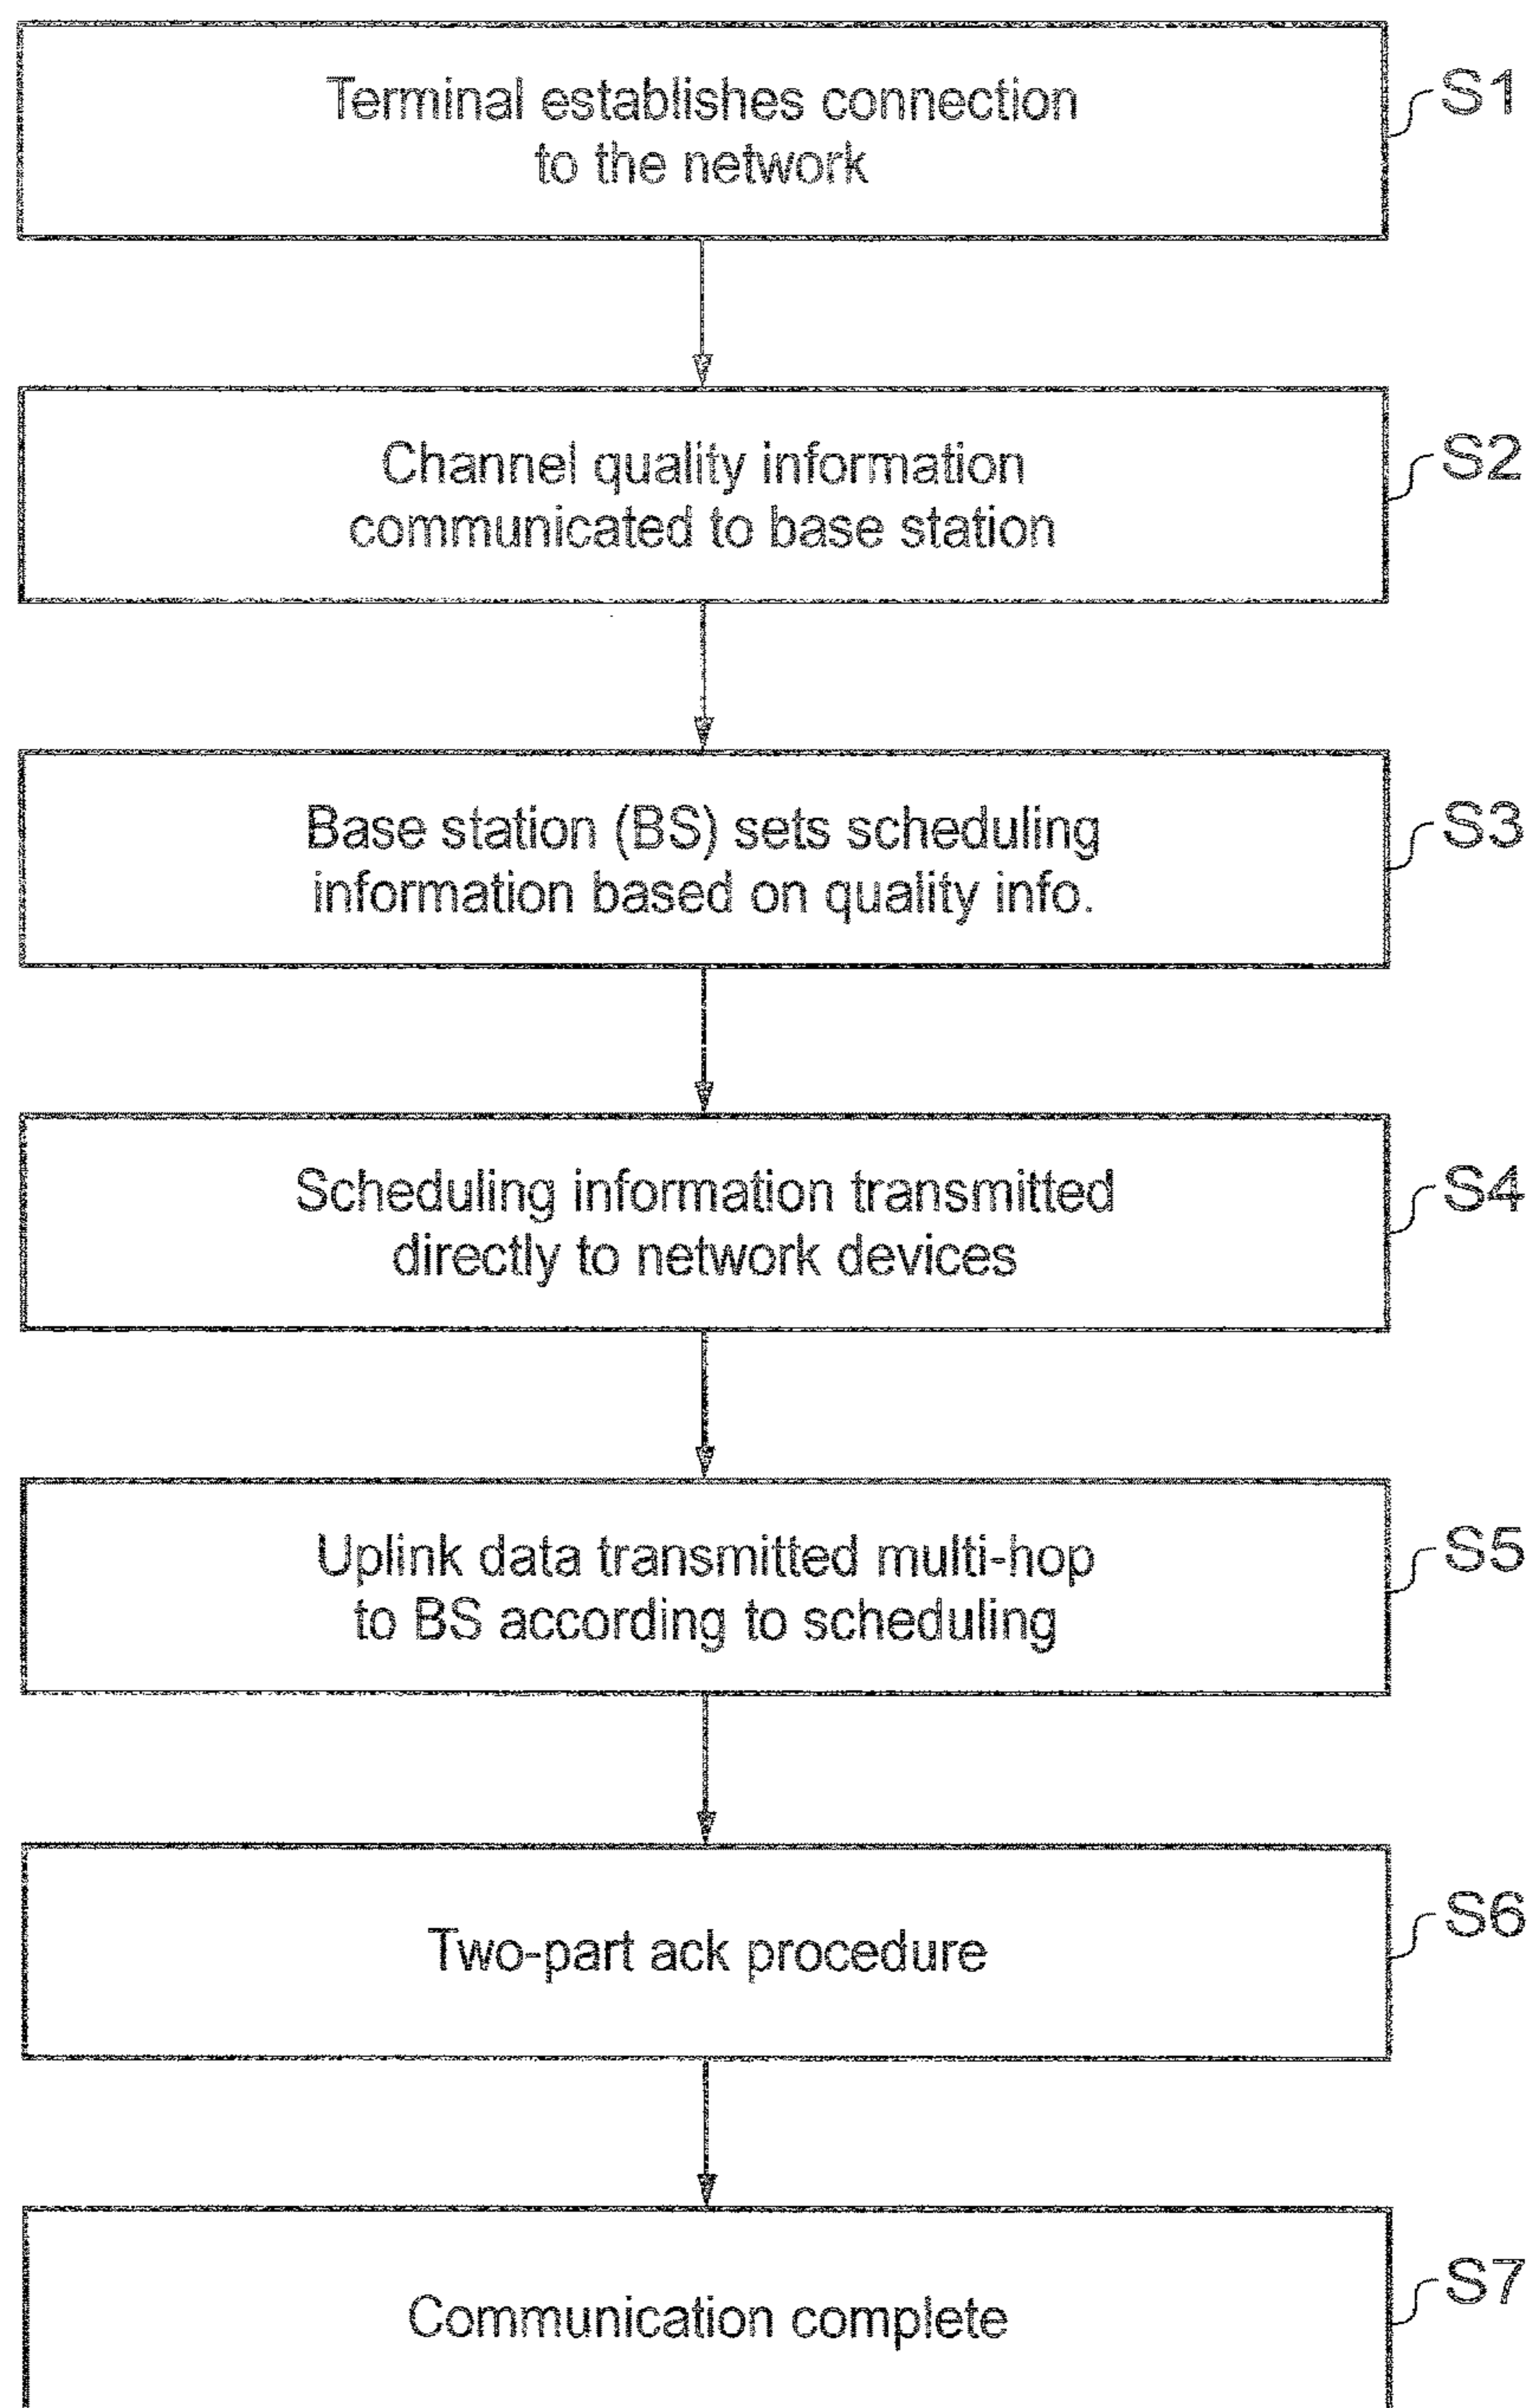 Terminal establishes connection
to the network
S1
Channel quality information
communicated to base station
S2
Base station (BS) sets scheduling
information based on quality info.
S3
Scheduling information transmitted
directly to network devices
S4
Uplink data transmitted multi-hop
to BS according to scheduling
S5
Two-part ack procedure
S6
Communication complete
S7